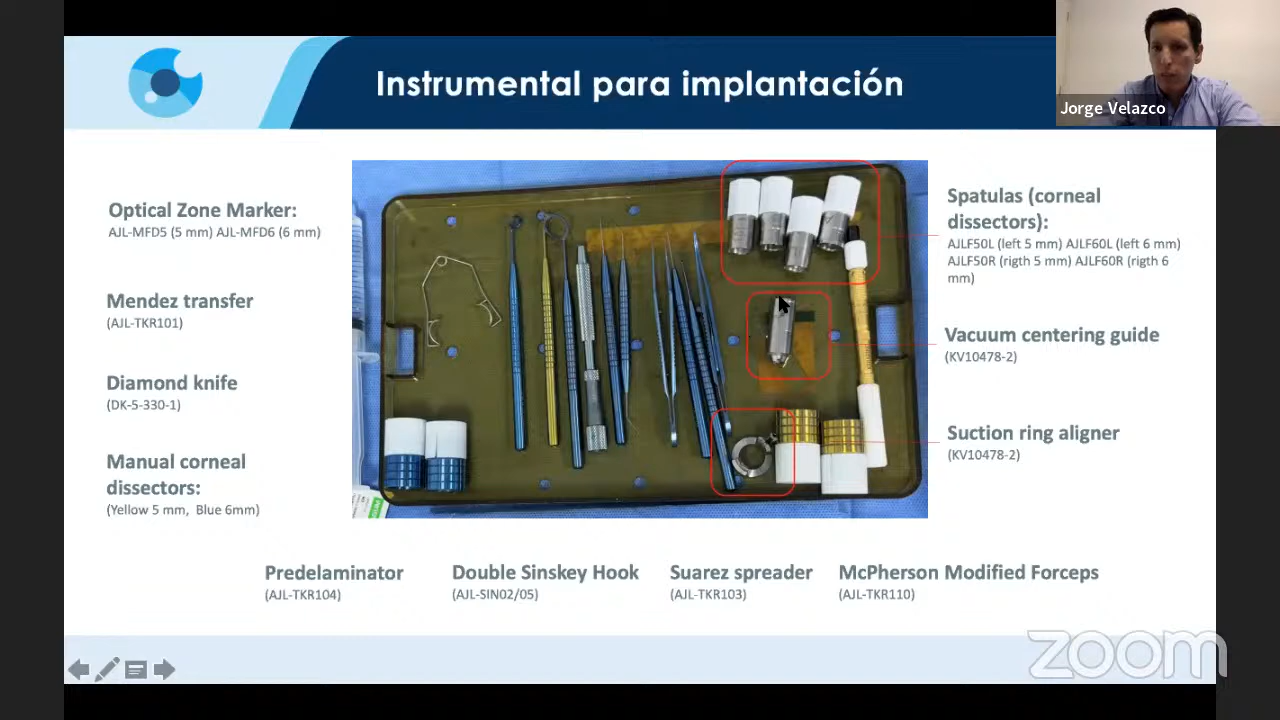 Instrumental para implantación
Jorge Velazco
Optical Zone Marker:
AJL-MFD5 (5 mm) AJL-MFD6 (6 mm)
Mendez transfer
(AJL-TKR101)
Diamond knife
(DK-5-330-1)
Manual corneal
dissectors:
(Yellow 5 mm, Blue 6mm)
Spatulas (corneal
dissectors):
AJLF50L (left 5 mm) AJLF60L (left 6 mm)
AJLF50R (rigth 5 mm) AJLF60R (rigth 6
mm)
Vacuum centering guide
(KV10478-2)
Suction ring aligner
(KV10478-2)
Predelaminator
(AJL-TKR104)
Double Sinskey Hook
(AJL-SIN02/05)
Suarez spreader
(AJL-TKR103)
McPherson Modified Forceps
(AJL-TKR110)
zoom